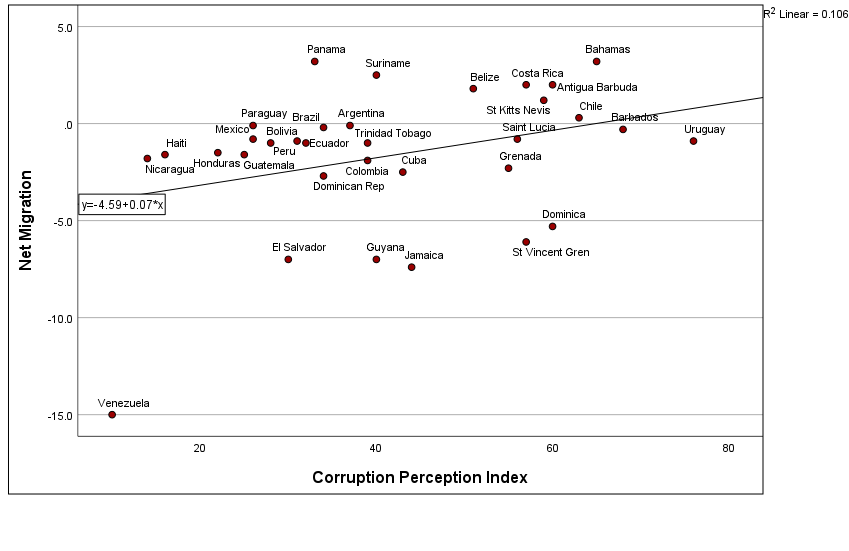 R2 Linear = 0.106
5.0
Panama
Bahamas
Suriname
Belize
Costa Rica
Antigua Barbuda
St Kitts Nevis
Chile
Paraguay
Brazil
Argentina
Barbados
.0
Mexico
Bolivia
Trinidad Tobago
Saint Lucia
Uruguay
Haiti
Peru
Ecuador
Nicaragua
Honduras
Guatemala
Colombia
Cuba
Grenada
Dominican Rep
y=-4.59+0.07*x
-5.0
Dominica
El Salvador
Guyana
Jamaica
St Vincent Gren
-10.0
Venezuela
-15.0
20
40
60
80
Net Migration
Corruption Perception Index